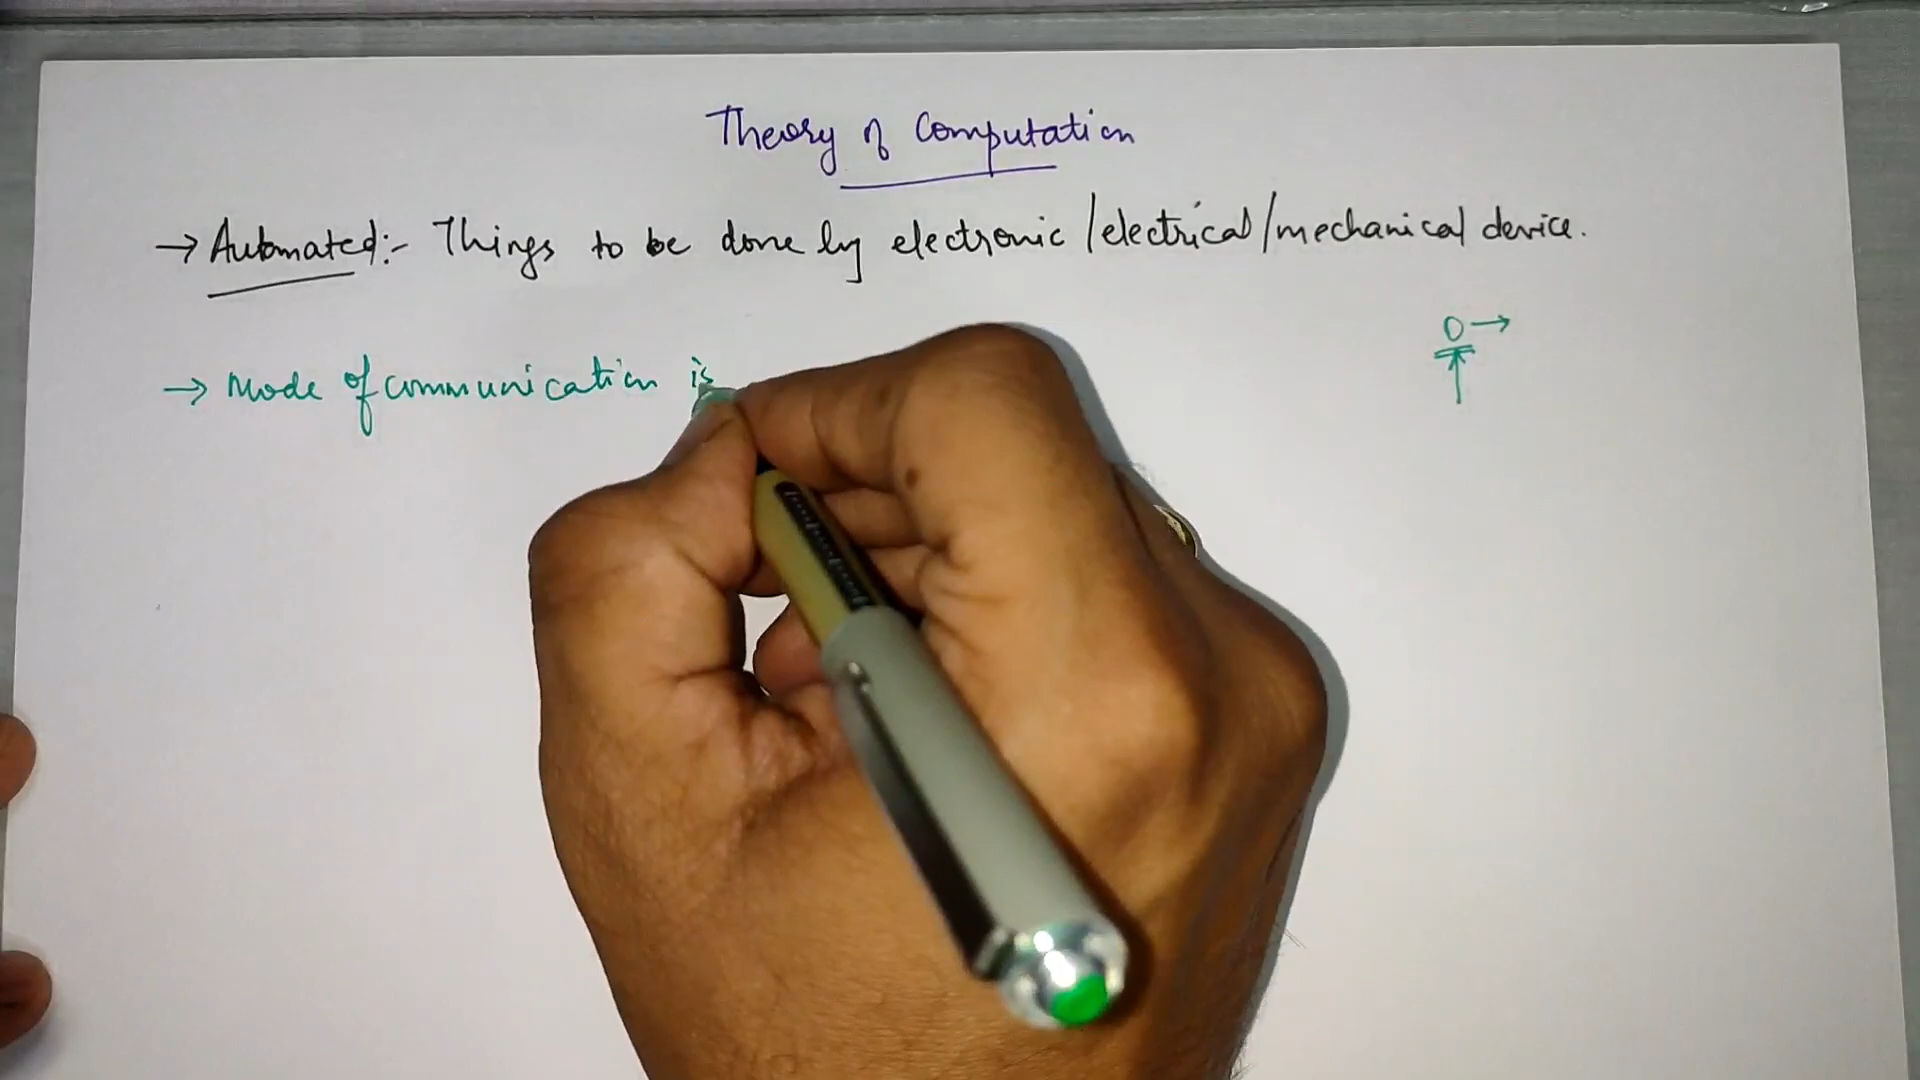 Theory of Computation
→ Automated:- Things to be done by electronic/electrical/mechanical device.
O→
→ Mode of communication is